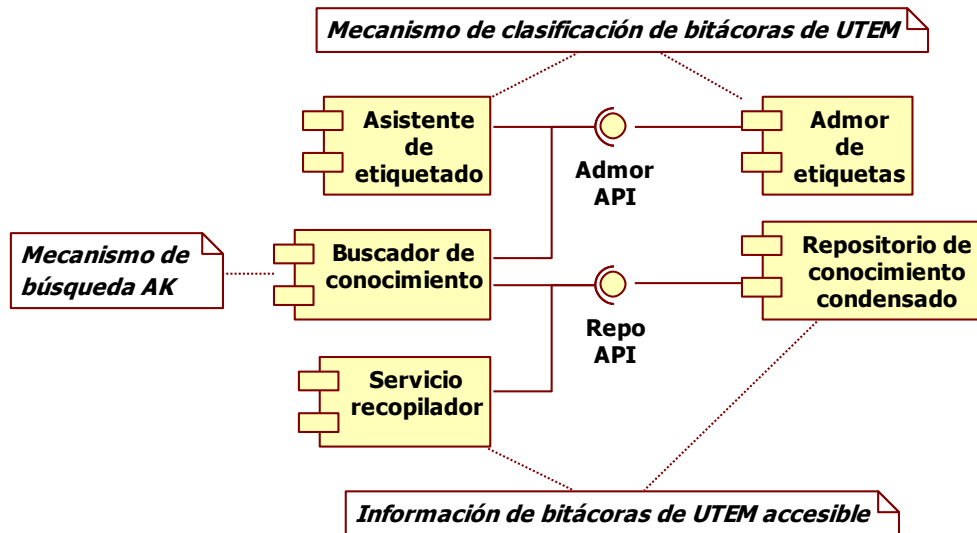 Mecanismo de clasificación de bitácoras de UTEM
Asistente
de
etiquetado
Admor
API
Admor
de
etiquetas
Mecanismo de
búsqueda AK
Buscador de
conocimiento
Repo
API
Repositorio de
conocimiento
condensado
Servicio
recopilador
Información de bitácoras de UTEM accesible